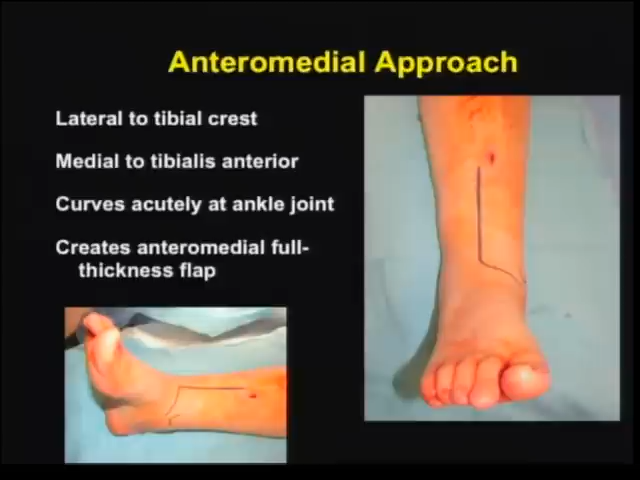 Anteromedial Approach
Lateral to tibial crest
Medial to tibialis anterior
Curves acutely at ankle joint
Creates anteromedial full-
thickness flap